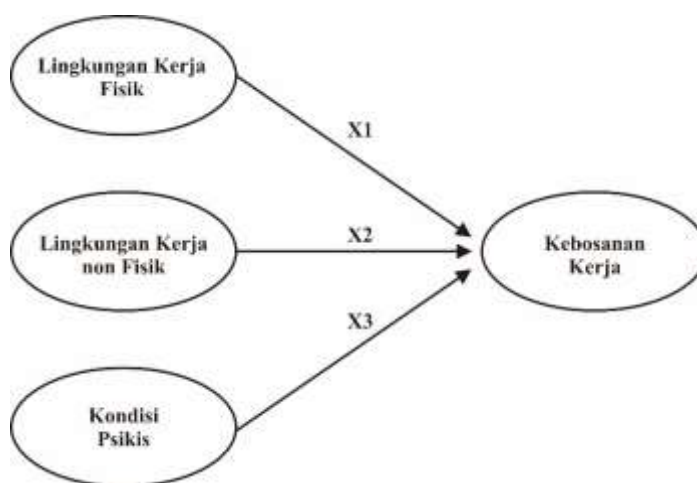 Lingkungan Kerja
Fisik
X1
Lingkungan Kerja
non Fisik
X2
Kebosanan
Kerja
X3
Kondisi
Psikis